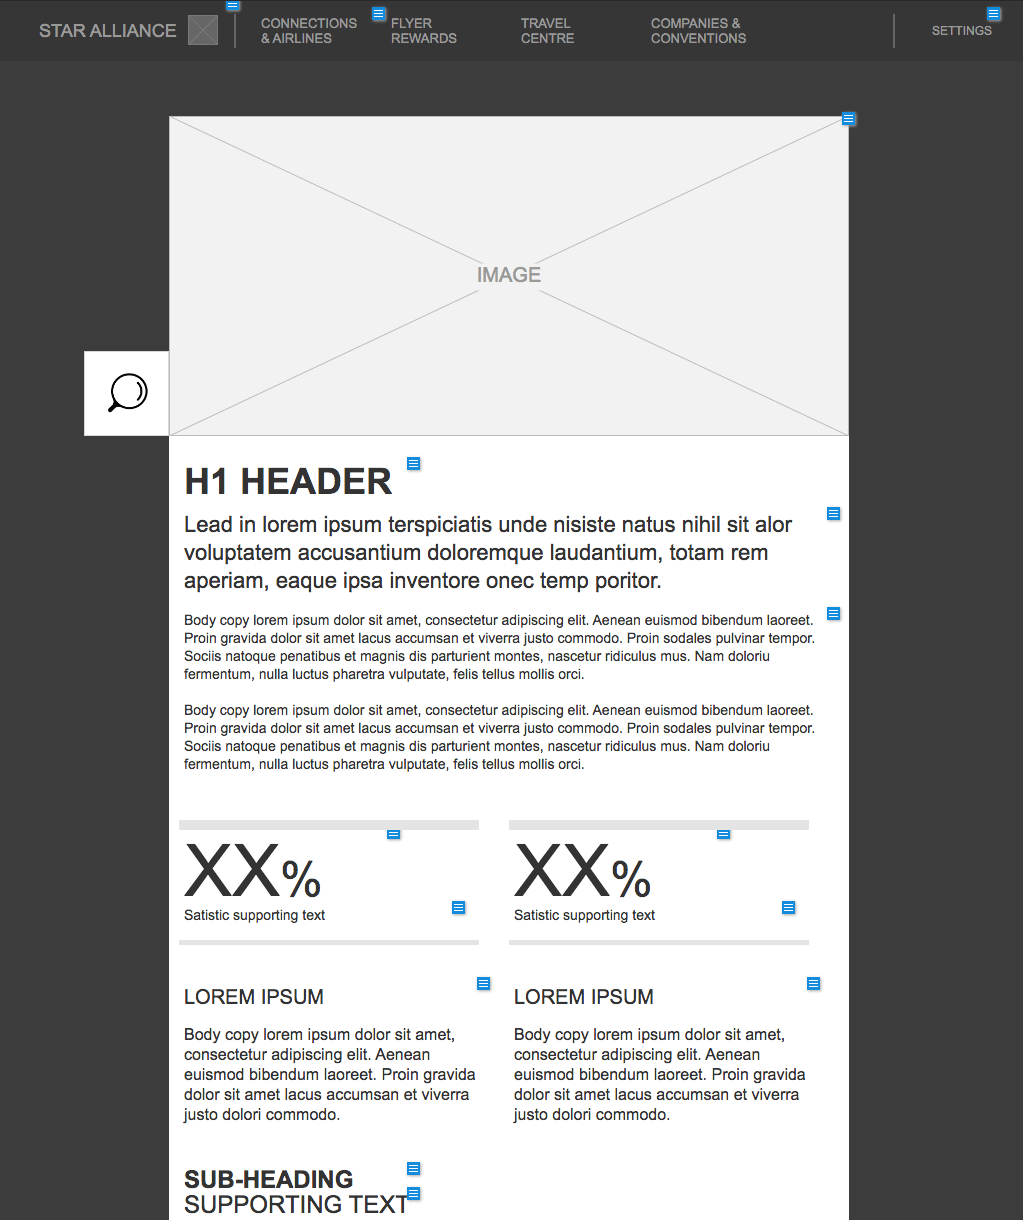 STAR ALLIANCE
CONNECTIONS
& AIRLINES
FLYER
REWARDS
TRAVEL
CENTRE
COMPANIES &
CONVENTIONS
SETTINGS
IMAGE
H1 HEADER
Lead in lorem ipsum terspiciatis unde nisiste natus nihil sit alor
voluptatem accusantium doloremque laudantium, totam rem
aperiam, eaque ipsa inventore onec temp poritor.
Body copy lorem ipsum dolor sit amet, consectetur adipiscing elit. Aenean euismod bibendum laoreet.
Proin gravida dolor sit amet lacus accumsan et viverra justo commodo. Proin sodales pulvinar tempor.
Sociis natoque penatibus et magnis dis parturient montes, nascetur ridiculus mus. Nam doloriu
fermentum, nulla luctus pharetra vulputate, felis tellus mollis orci.
Body copy lorem ipsum dolor sit amet, consectetur adipiscing elit. Aenean euismod bibendum laoreet.
Proin gravida dolor sit amet lacus accumsan et viverra justo commodo. Proin sodales pulvinar tempor.
Sociis natoque penatibus et magnis dis parturient montes, nascetur ridiculus mus. Nam doloriu
fermentum, nulla luctus pharetra vulputate, felis tellus mollis orci.
XX%
Satistic supporting text
XX%
Satistic supporting text
LOREM IPSUM
Body copy lorem ipsum dolor sit amet,
consectetur adipiscing elit. Aenean
euismod bibendum laoreet. Proin gravida
dolor sit amet lacus accumsan et viverra
justo dolori commodo.
LOREM IPSUM
Body copy lorem ipsum dolor sit amet,
consectetur adipiscing elit. Aenean
euismod bibendum laoreet. Proin gravida
dolor sit amet lacus accumsan et viverra
justo dolori commodo.
SUB-HEADING
SUPPORTING TEXT